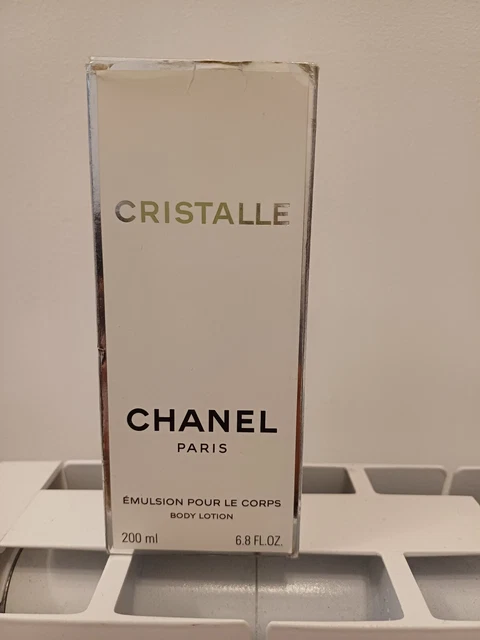 CRISTALLE
CHANEL
PARIS
ÉMULSION POUR LE CORPS
BODY LOTION
200 ml 6.8 FL.OZ.